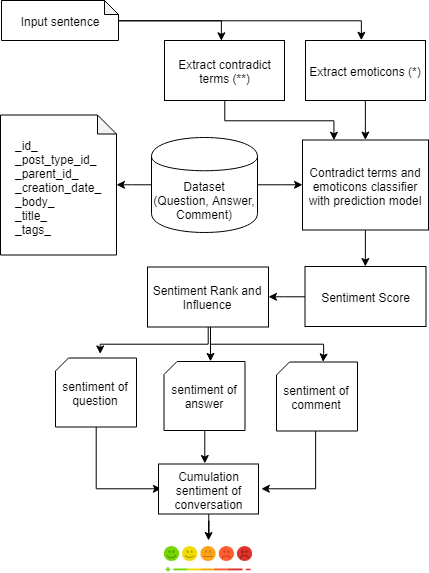 Input sentence
Extract contradict
terms (**)
Extract emoticons (*)
_id_
_post_type_id_
_parent_id_
_creation_date_
_body_
_title_
_tags_
Dataset
(Question, Answer,
Comment)
Contradict terms and
emoticons classifier
with prediction model
Sentiment Rank and
Influence
Sentiment Score
sentiment of
question
sentiment of
answer
sentiment of
comment
Cumulation
sentiment of
conversation
+ -